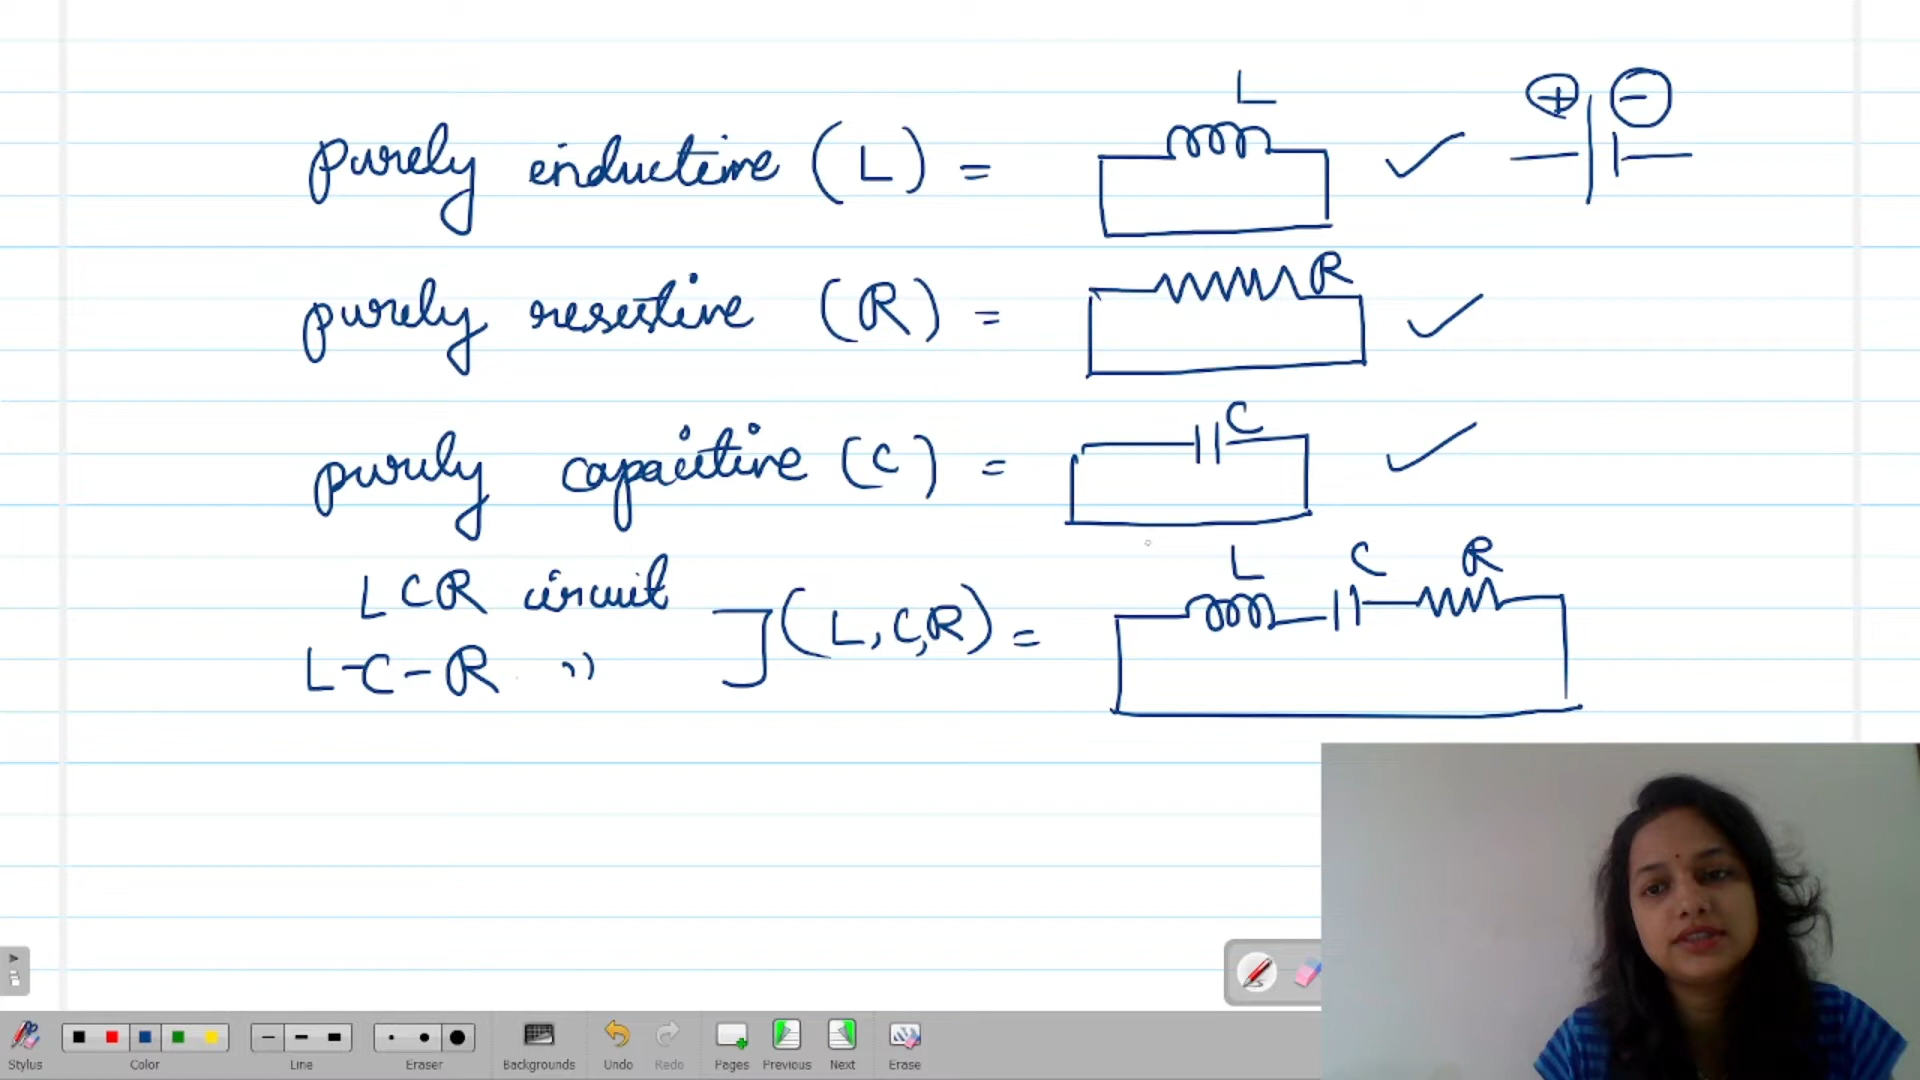 L
+ -
purely inductive (L) =
R
purely resistive (R) =
C
purely capacitive (C) =
L C R
LCR circuit
(L, C, R) =
L-C-R "
Stylus
Color
Line
Eraser
Backgrounds
Undo
Redo
Pages
Previous
Next
Erase